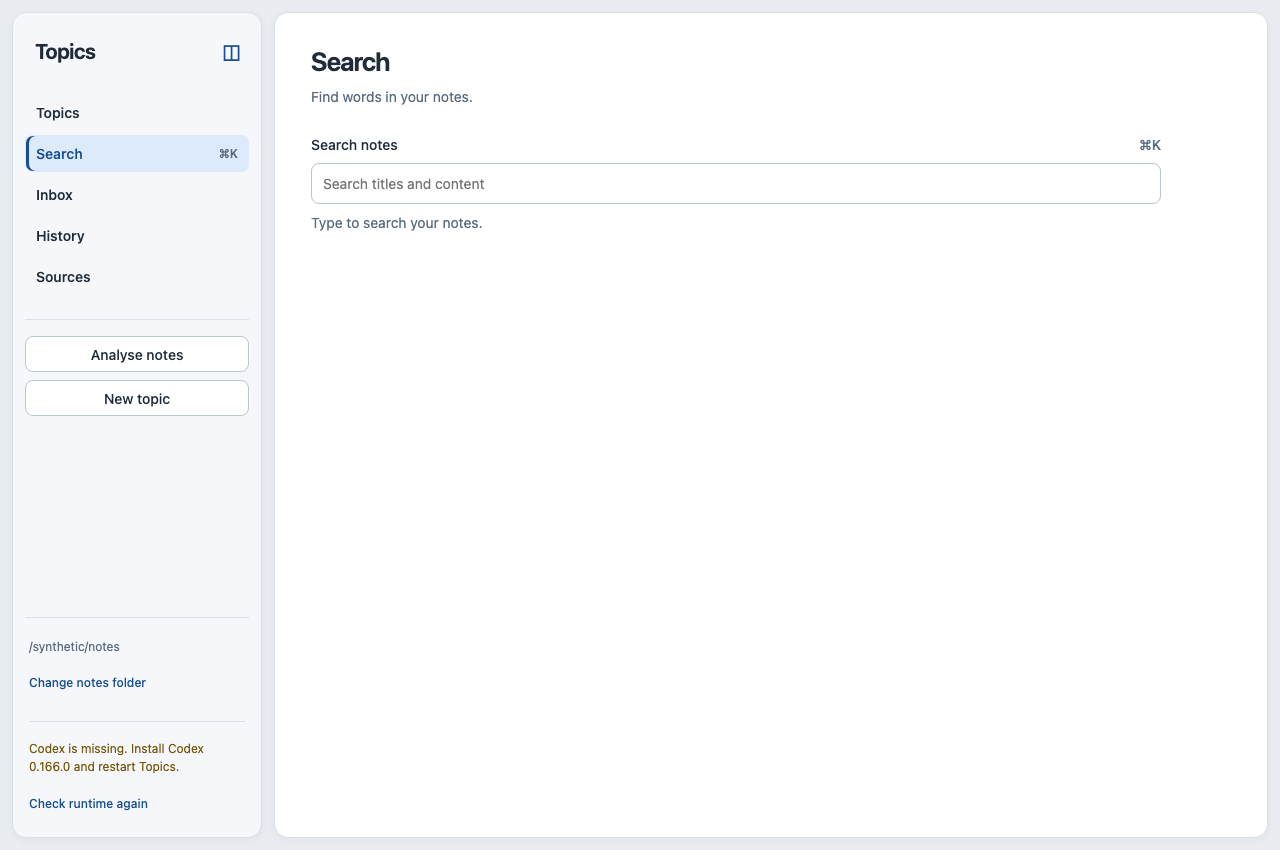 Topics
Topics
Search ⌘K
Inbox
History
Sources
Analyse notes
New topic
/synthetic/notes
Change notes folder
Codex is missing. Install Codex
0.166.0 and restart Topics.
Check runtime again
Search
Find words in your notes.
Search notes ⌘K
Search titles and content
Type to search your notes.